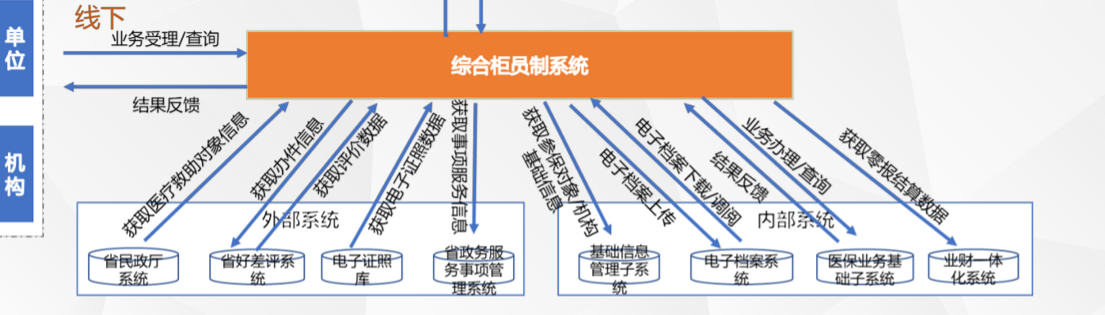 线下
单位
业务受理/查询
综合柜员制系统
结果反馈
机构
获取医疗救助对象信息
获取办件信息
获取评价数据
获取电子证照数据
获取事项服务信息
获取参保对象/机构
基础信息
电子档案上传
电子档案下载/调阅
结果反馈
业务办理/查询
获取零报结算数据
外部系统
内部系统
省民政厅
系统
省好差评系
统
电子证照
库
省政务服
务事项管
理系统
基础信息
管理子系
统
电子档案系
统
医保业务基
础子系统
业财一体
化系统